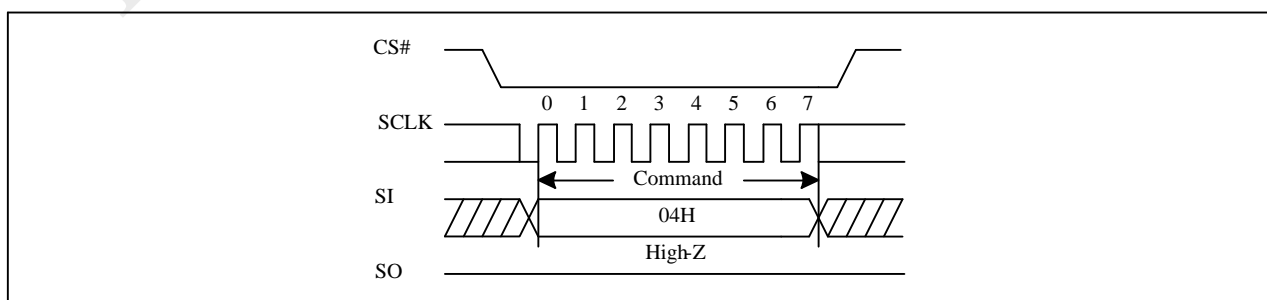 CS#
0 1 2 3 4 5 6 7
SCLK
Command
SI
04H
High-Z
SO